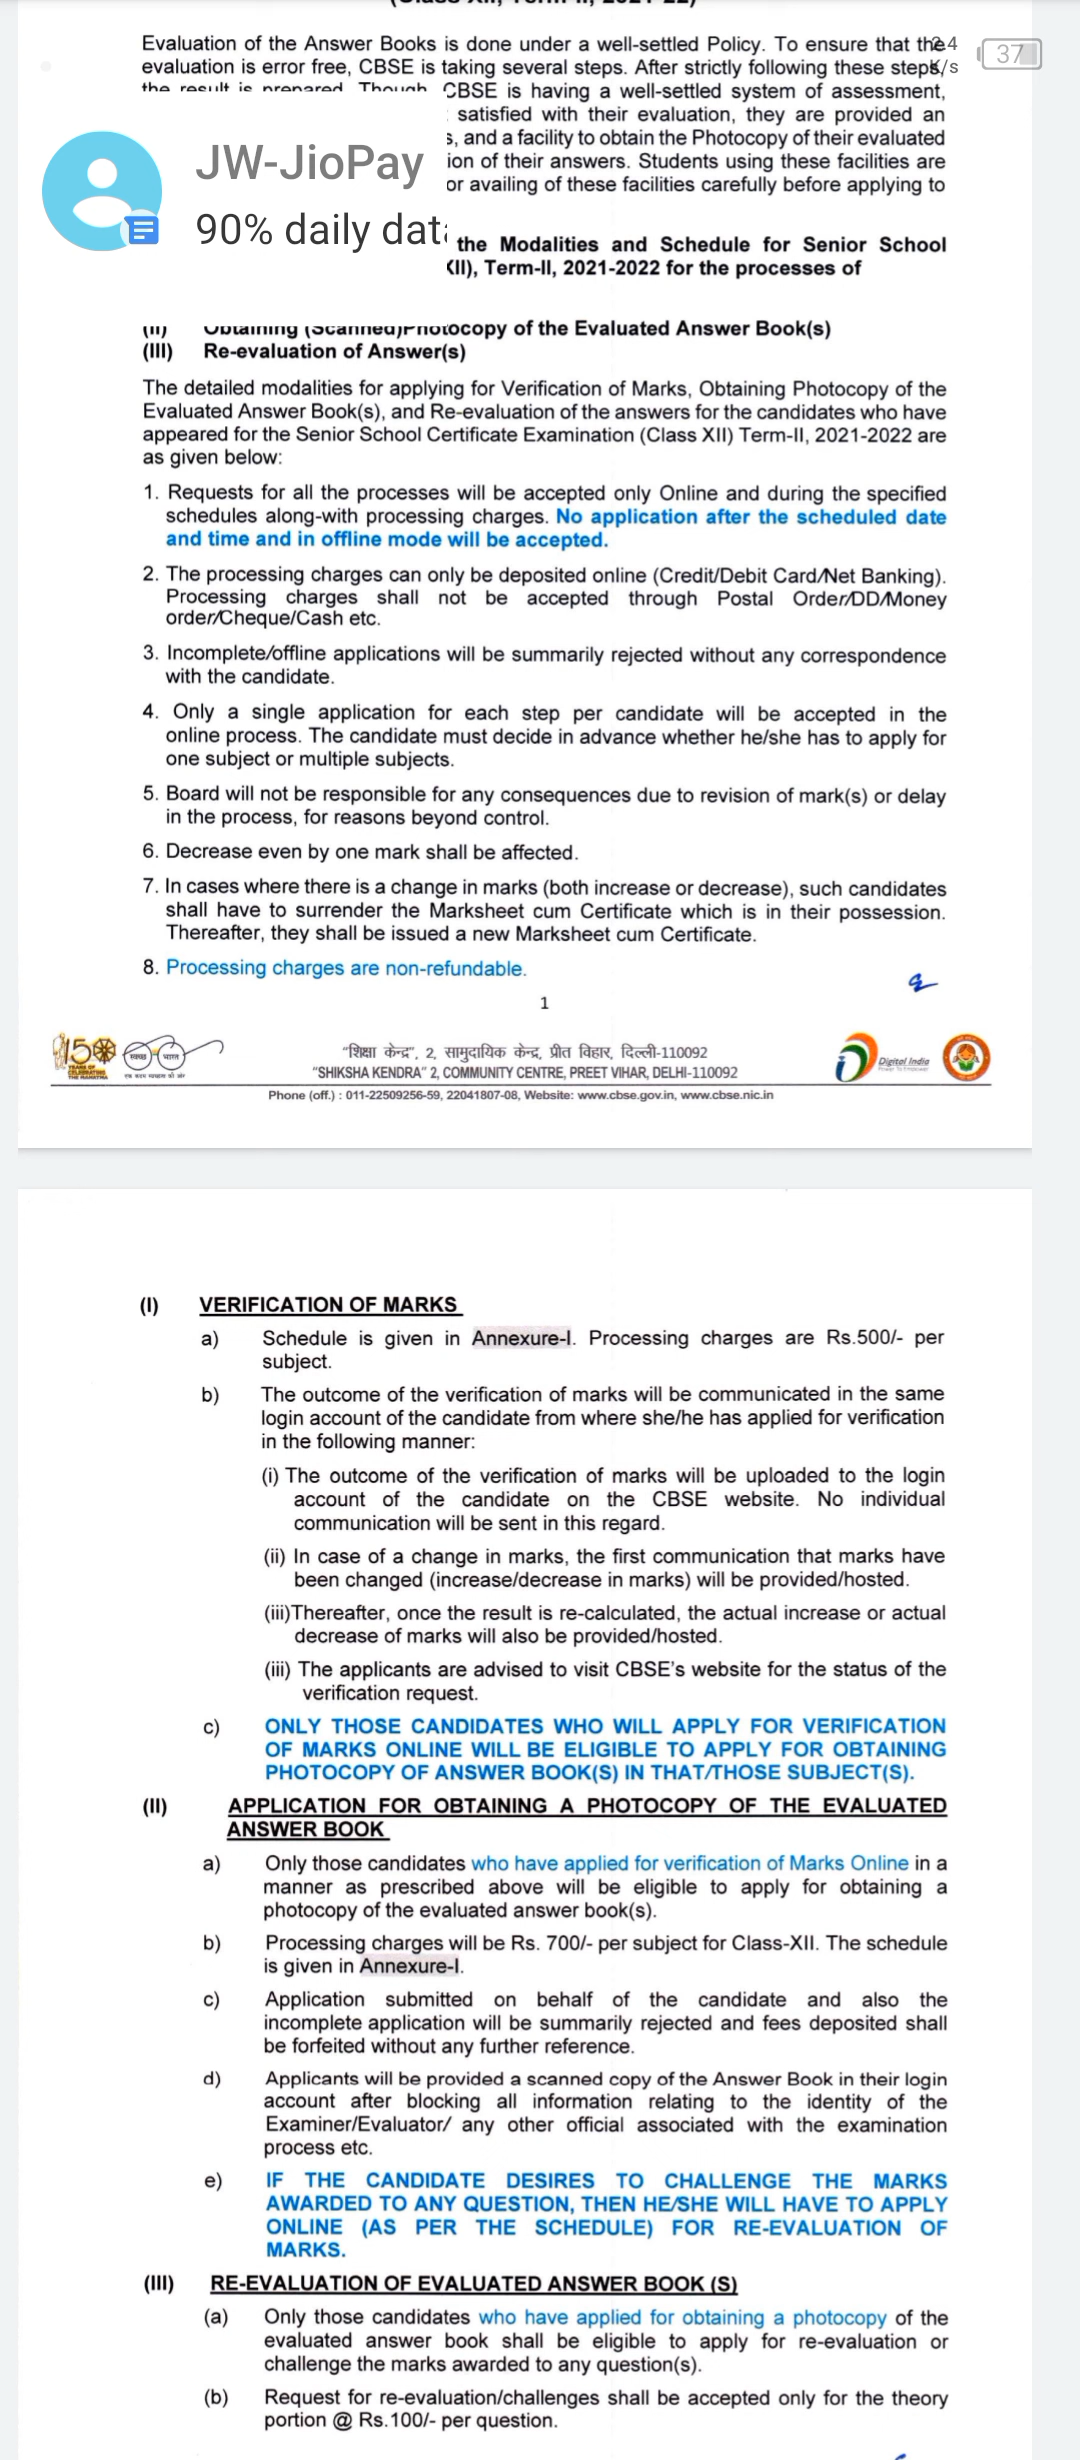 Evaluation of the Answer Books is done under a well-settled Policy. To ensure that the
evaluation is error free, CBSE is taking several steps. After strictly following these steps,
the result is prepared. Though CBSE is having a well-settled system of assessment,
satisfied with their evaluation, they are provided an
s, and a facility to obtain the Photocopy of their evaluated
ion of their answers. Students using these facilities are
or availing of these facilities carefully before applying to
37
JW-JioPay
90% daily data
the Modalities and Schedule for Senior School
XII), Term-II, 2021-2022 for the processes of
(II) Obtaining (Scanned)Photocopy of the Evaluated Answer Book(s)
(III) Re-evaluation of Answer(s)
The detailed modalities for applying for Verification of Marks, Obtaining Photocopy of the
Evaluated Answer Book(s), and Re-evaluation of the answers for the candidates who have
appeared for the Senior School Certificate Examination (Class XII) Term-II, 2021-2022 are
as given below:
1. Requests for all the processes will be accepted only Online and during the specified
schedules along-with processing charges. No application after the scheduled date
and time and in offline mode will be accepted.
2. The processing charges can only be deposited online (Credit/Debit Card/Net Banking).
Processing charges shall not be accepted through Postal Order/DD/Money
order/Cheque/Cash etc.
3. Incomplete/offline applications will be summarily rejected without any correspondence
with the candidate.
4. Only a single application for each step per candidate will be accepted in the
online process. The candidate must decide in advance whether he/she has to apply for
one subject or multiple subjects.
5. Board will not be responsible for any consequences due to revision of mark(s) or delay
in the process, for reasons beyond control.
6. Decrease even by one mark shall be affected.
7. In cases where there is a change in marks (both increase or decrease), such candidates
shall have to surrender the Marksheet cum Certificate which is in their possession.
Thereafter, they shall be issued a new Marksheet cum Certificate.
8. Processing charges are non-refundable.
1
"शिक्षा केन्द्र", 2, सामुदायिक केन्द्र, प्रीत विहार, दिल्ली-110092
"SHIKSHA KENDRA" 2, COMMUNITY CENTRE, PREET VIHAR, DELHI-110092
Digital India
Phone (off.) : 011-22509256-59, 22041807-08, Website: www.cbse.gov.in, www.cbse.nic.in
(I) VERIFICATION OF MARKS
a) Schedule is given in Annexure-I. Processing charges are Rs.500/- per
subject.
b) The outcome of the verification of marks will be communicated in the same
login account of the candidate from where she/he has applied for verification
in the following manner:
(i) The outcome of the verification of marks will be uploaded to the login
account of the candidate on the CBSE website. No individual
communication will be sent in this regard.
(ii) In case of a change in marks, the first communication that marks have
been changed (increase/decrease in marks) will be provided/hosted.
(iii)Thereafter, once the result is re-calculated, the actual increase or actual
decrease of marks will also be provided/hosted.
(iii) The applicants are advised to visit CBSE's website for the status of the
verification request.
c) ONLY THOSE CANDIDATES WHO WILL APPLY FOR VERIFICATION
OF MARKS ONLINE WILL BE ELIGIBLE TO APPLY FOR OBTAINING
PHOTOCOPY OF ANSWER BOOK(S) IN THAT/THOSE SUBJECT(S).
(II) APPLICATION FOR OBTAINING A PHOTOCOPY OF THE EVALUATED
ANSWER BOOK
a) Only those candidates who have applied for verification of Marks Online in a
manner as prescribed above will be eligible to apply for obtaining a
photocopy of the evaluated answer book(s).
b) Processing charges will be Rs. 700/- per subject for Class-XII. The schedule
is given in Annexure-I.
c) Application submitted on behalf of the candidate and also the
incomplete application will be summarily rejected and fees deposited shall
be forfeited without any further reference.
d) Applicants will be provided a scanned copy of the Answer Book in their login
account after blocking all information relating to the identity of the
Examiner/Evaluator/ any other official associated with the examination
process etc.
e) IF THE CANDIDATE DESIRES TO CHALLENGE THE MARKS
AWARDED TO ANY QUESTION, THEN HE/SHE WILL HAVE TO APPLY
ONLINE (AS PER THE SCHEDULE) FOR RE-EVALUATION OF
MARKS.
(III) RE-EVALUATION OF EVALUATED ANSWER BOOK (S)
(a) Only those candidates who have applied for obtaining a photocopy of the
evaluated answer book shall be eligible to apply for re-evaluation or
challenge the marks awarded to any question(s).
(b) Request for re-evaluation/challenges shall be accepted only for the theory
portion @ Rs.100/- per question.